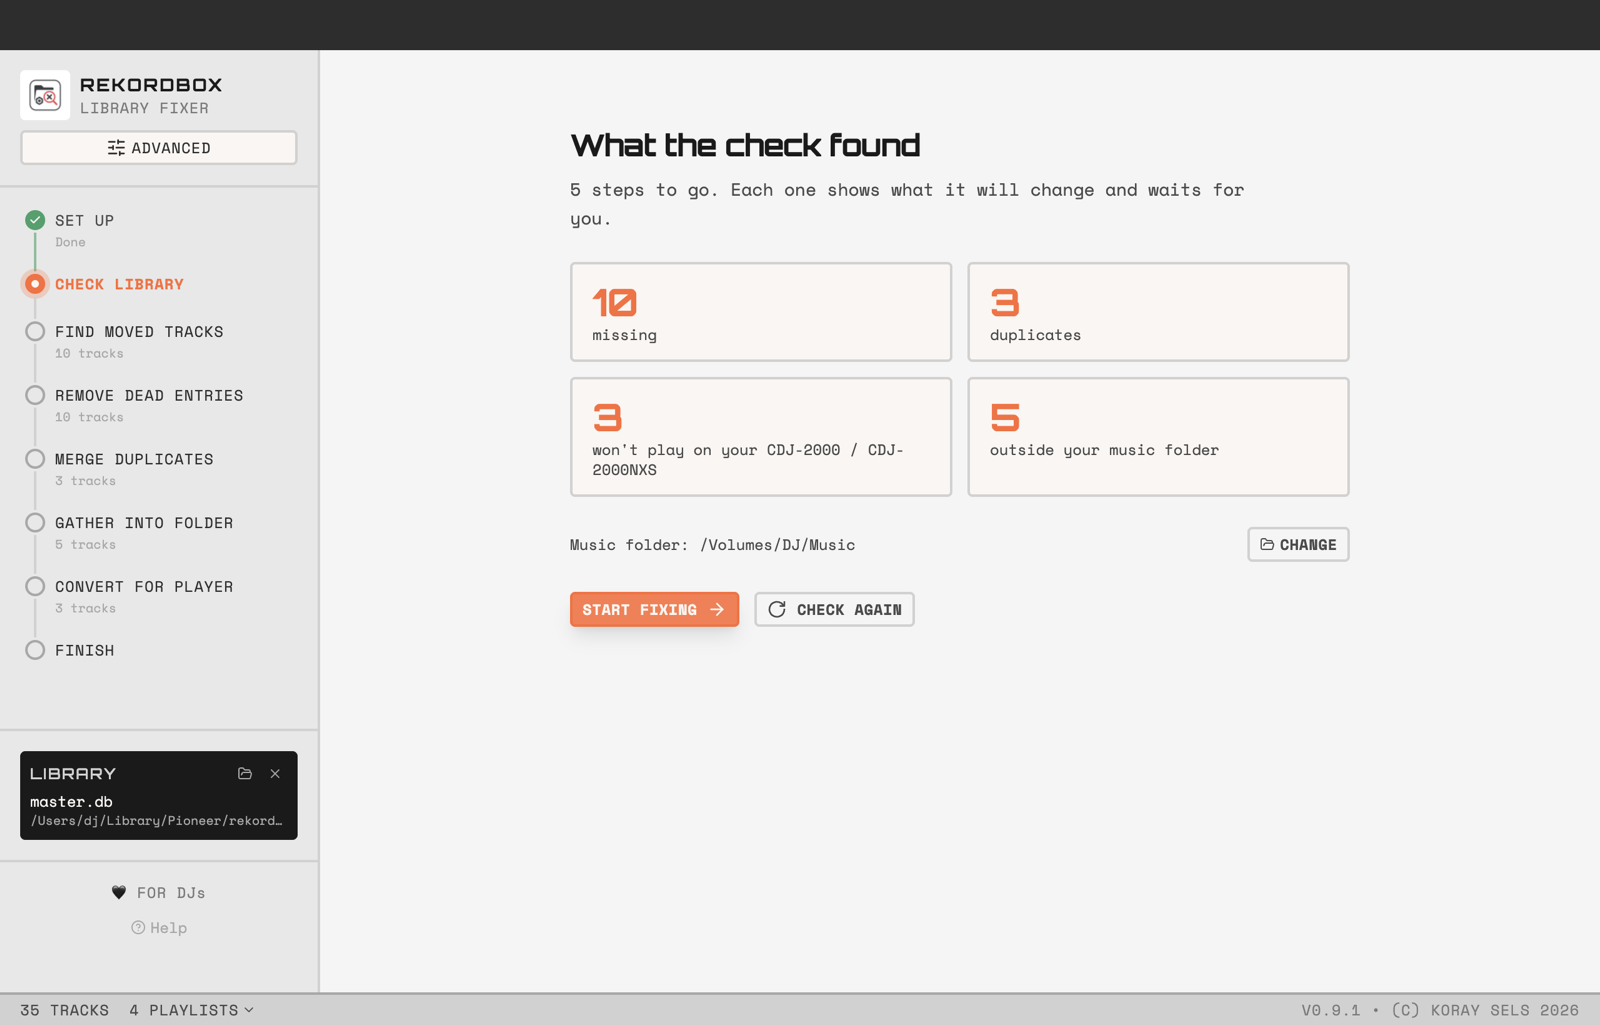 REKORDBOX
LIBRARY FIXER
ADVANCED
SET UP
Done
CHECK LIBRARY
FIND MOVED TRACKS
10 tracks
REMOVE DEAD ENTRIES
10 tracks
MERGE DUPLICATES
3 tracks
GATHER INTO FOLDER
5 tracks
CONVERT FOR PLAYER
3 tracks
FINISH
LIBRARY
master.db
/Users/dj/Library/Pioneer/rekord…
FOR DJs
Help
What the check found
5 steps to go. Each one shows what it will change and waits for
you.
10
missing
3
duplicates
3
won't play on your CDJ-2000 / CDJ-
2000NXS
5
outside your music folder
Music folder: /Volumes/DJ/Music
CHANGE
START FIXING
CHECK AGAIN
35 TRACKS 4 PLAYLISTS
V0.9.1 • (C) KORAY SELS 2026